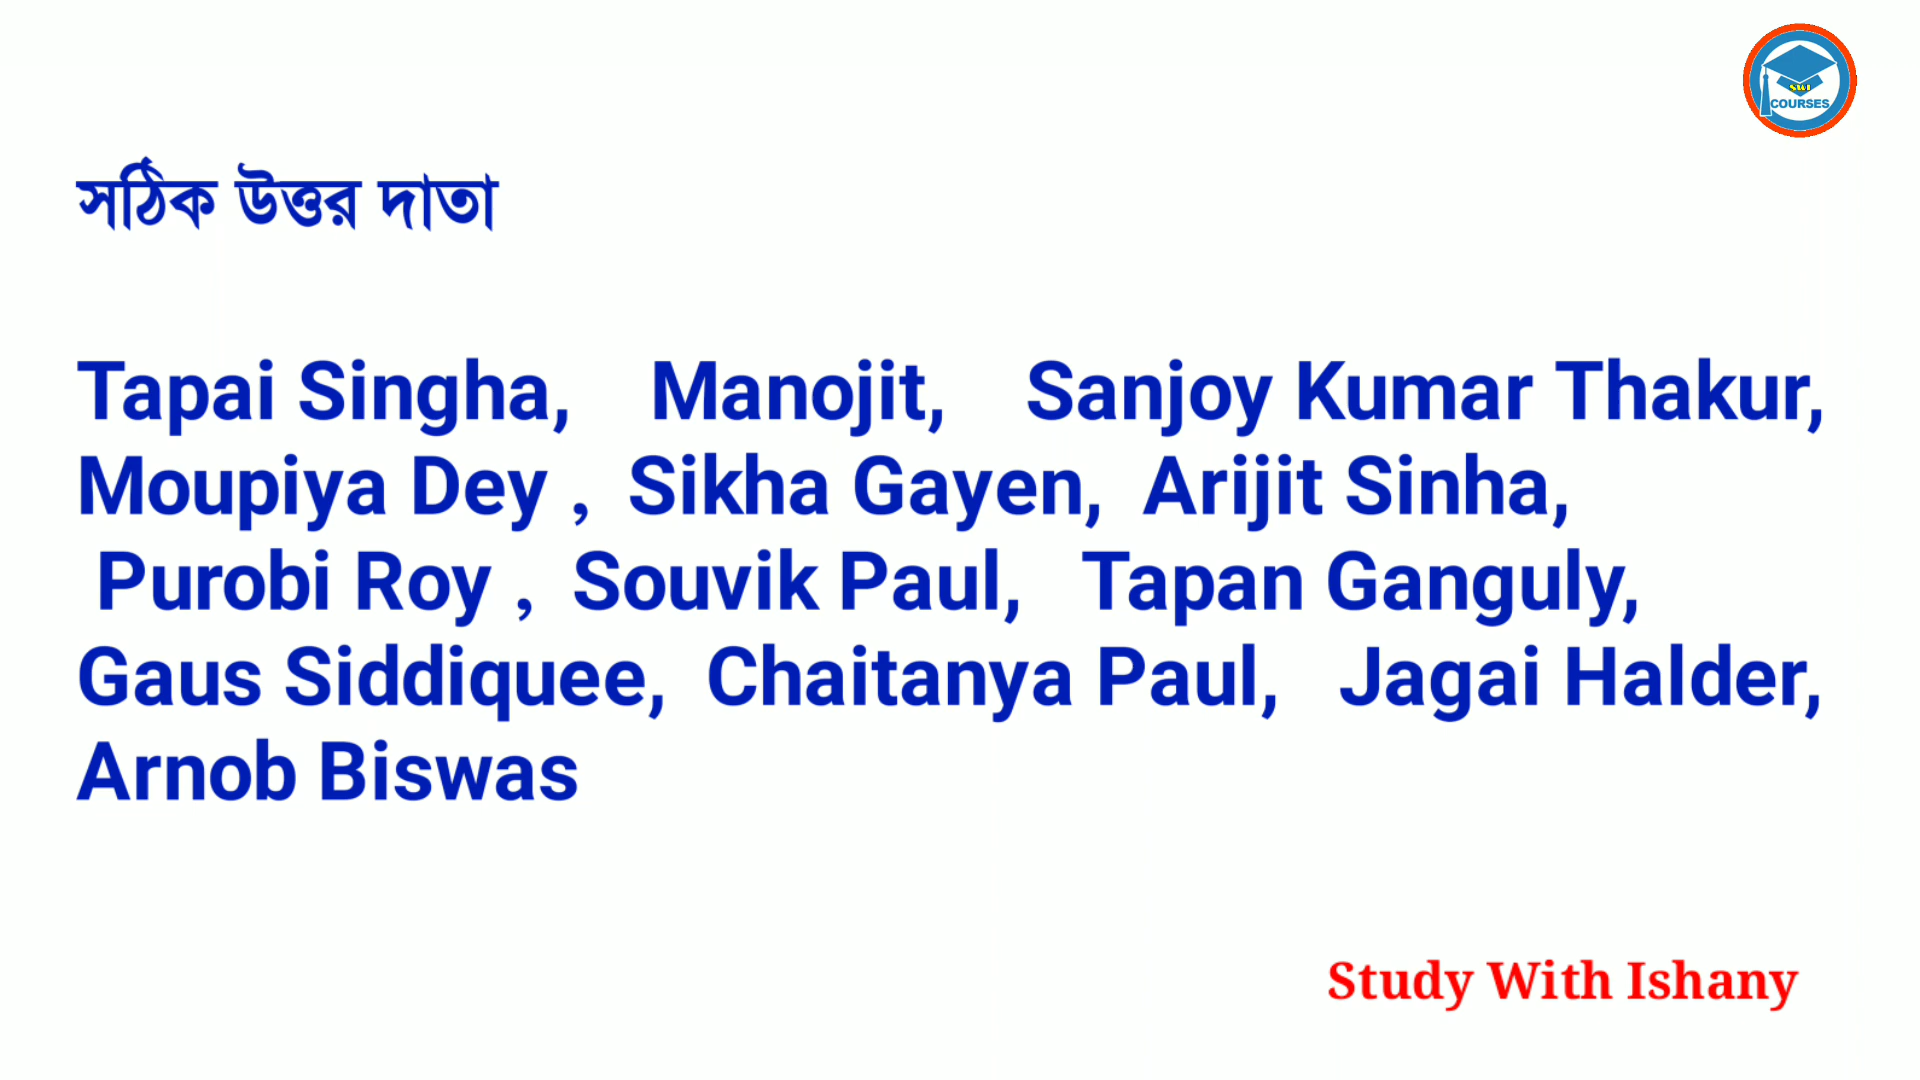 SWI
COURSES
সঠিক উত্তর দাতা
Tapai Singha, Manojit, Sanjoy Kumar Thakur,
Moupiya Dey , Sikha Gayen, Arijit Sinha,
Purobi Roy , Souvik Paul, Tapan Ganguly,
Gaus Siddiquee, Chaitanya Paul, Jagai Halder,
Arnob Biswas
Study With Ishany